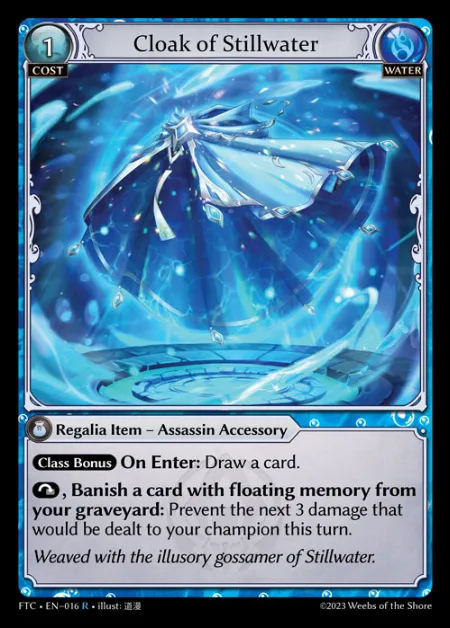 1
Cloak of Stillwater
COST
WATER
Regalia Item – Assassin Accessory
Class Bonus On Enter: Draw a card.
, Banish a card with floating memory from
your graveyard: Prevent the next 3 damage that
would be dealt to your champion this turn.
Weaved with the illusory gossamer of Stillwater.
FTC • EN-016 R • illust: 道漫
©2023 Weebs of the Shore